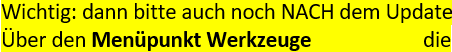 Wichtig: dann bitte auch noch NACH dem Update
Über den Menüpunkt Werkzeuge die